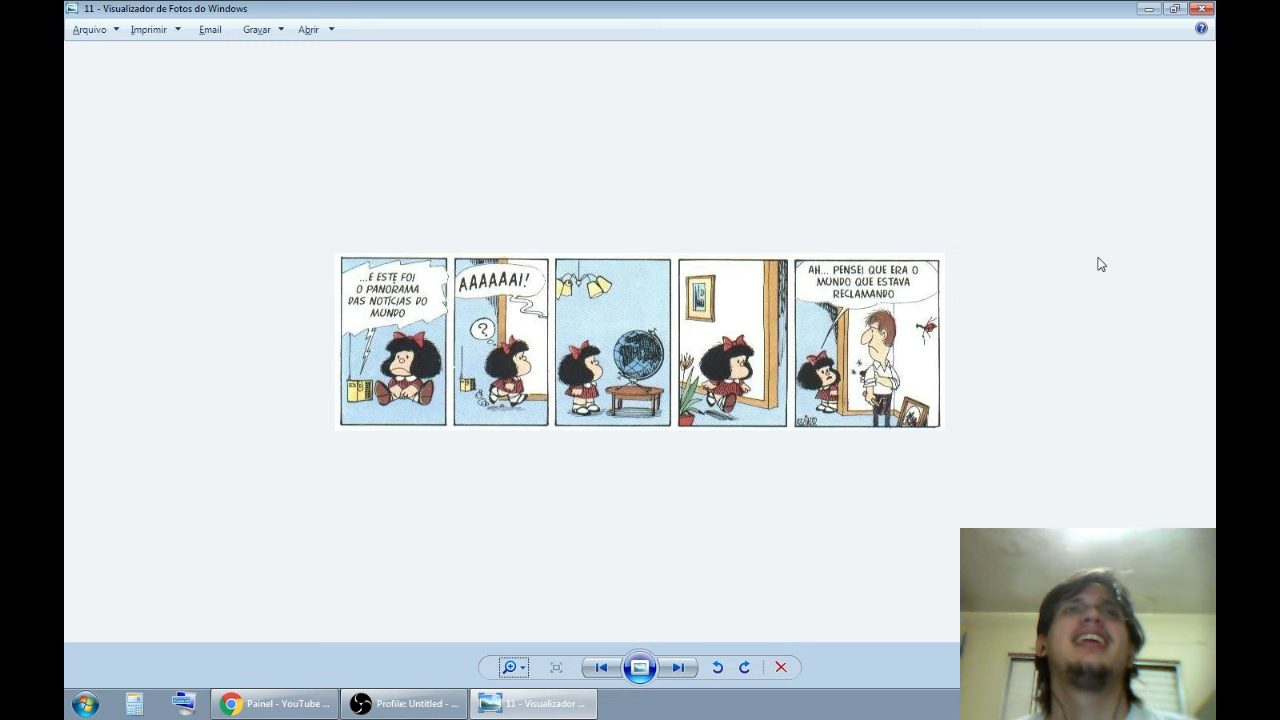 11 - Visualizador de Fotos do Windows
Arquivo Imprimir Email Gravar Abrir
...E ESTE FOI
O PANORAMA
DAS NOTÍCIAS DO
MUNDO
AAAAAAI!
?
AH... PENSEI QUE ERA O
MUNDO QUE ESTAVA
RECLAMANDO
Painel - YouTube ...
Profile: Untitled - ...
11 - Visualizador ...